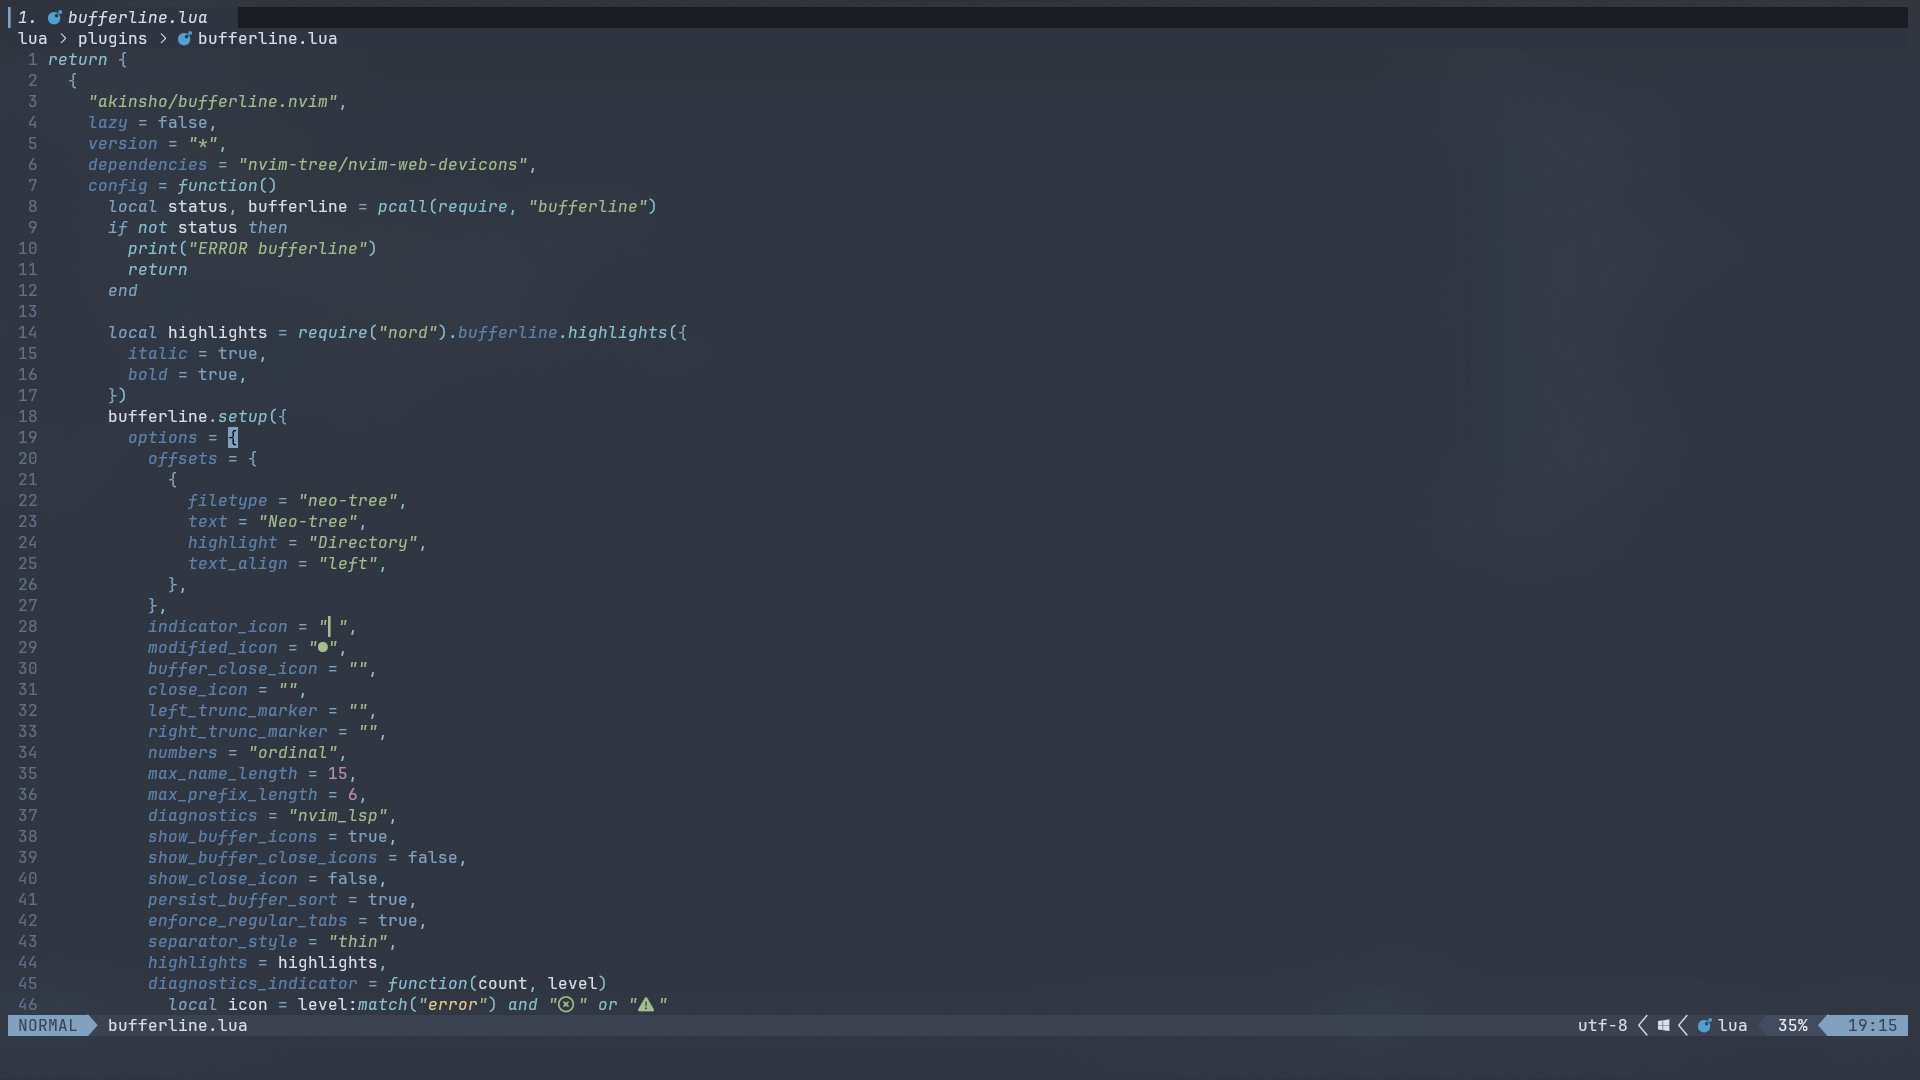 1. bufferline.lua
lua > plugins > bufferline.lua
1 return {
2   {
3     "akinsho/bufferline.nvim",
4     lazy = false,
5     version = "*",
6     dependencies = "nvim-tree/nvim-web-devicons",
7     config = function()
8       local status, bufferline = pcall(require, "bufferline")
9       if not status then
10         print("ERROR bufferline")
11         return
12       end
13
14       local highlights = require("nord").bufferline.highlights({
15         italic = true,
16         bold = true,
17       })
18       bufferline.setup({
19         options = {
20           offsets = {
21             {
22               filetype = "neo-tree",
23               text = "Neo-tree",
24               highlight = "Directory",
25               text_align = "left",
26             },
27           },
28           indicator_icon = "▎",
29           modified_icon = "●",
30           buffer_close_icon = "",
31           close_icon = "",
32           left_trunc_marker = "",
33           right_trunc_marker = "",
34           numbers = "ordinal",
35           max_name_length = 15,
36           max_prefix_length = 6,
37           diagnostics = "nvim_lsp",
38           show_buffer_icons = true,
39           show_buffer_close_icons = false,
40           show_close_icon = false,
41           persist_buffer_sort = true,
42           enforce_regular_tabs = true,
43           separator_style = "thin",
44           highlights = highlights,
45           diagnostics_indicator = function(count, level)
46             local icon = level:match("error") and "ⓧ " or "▲ "
NORMAL bufferline.lua utf-8 lua 35% 19:15